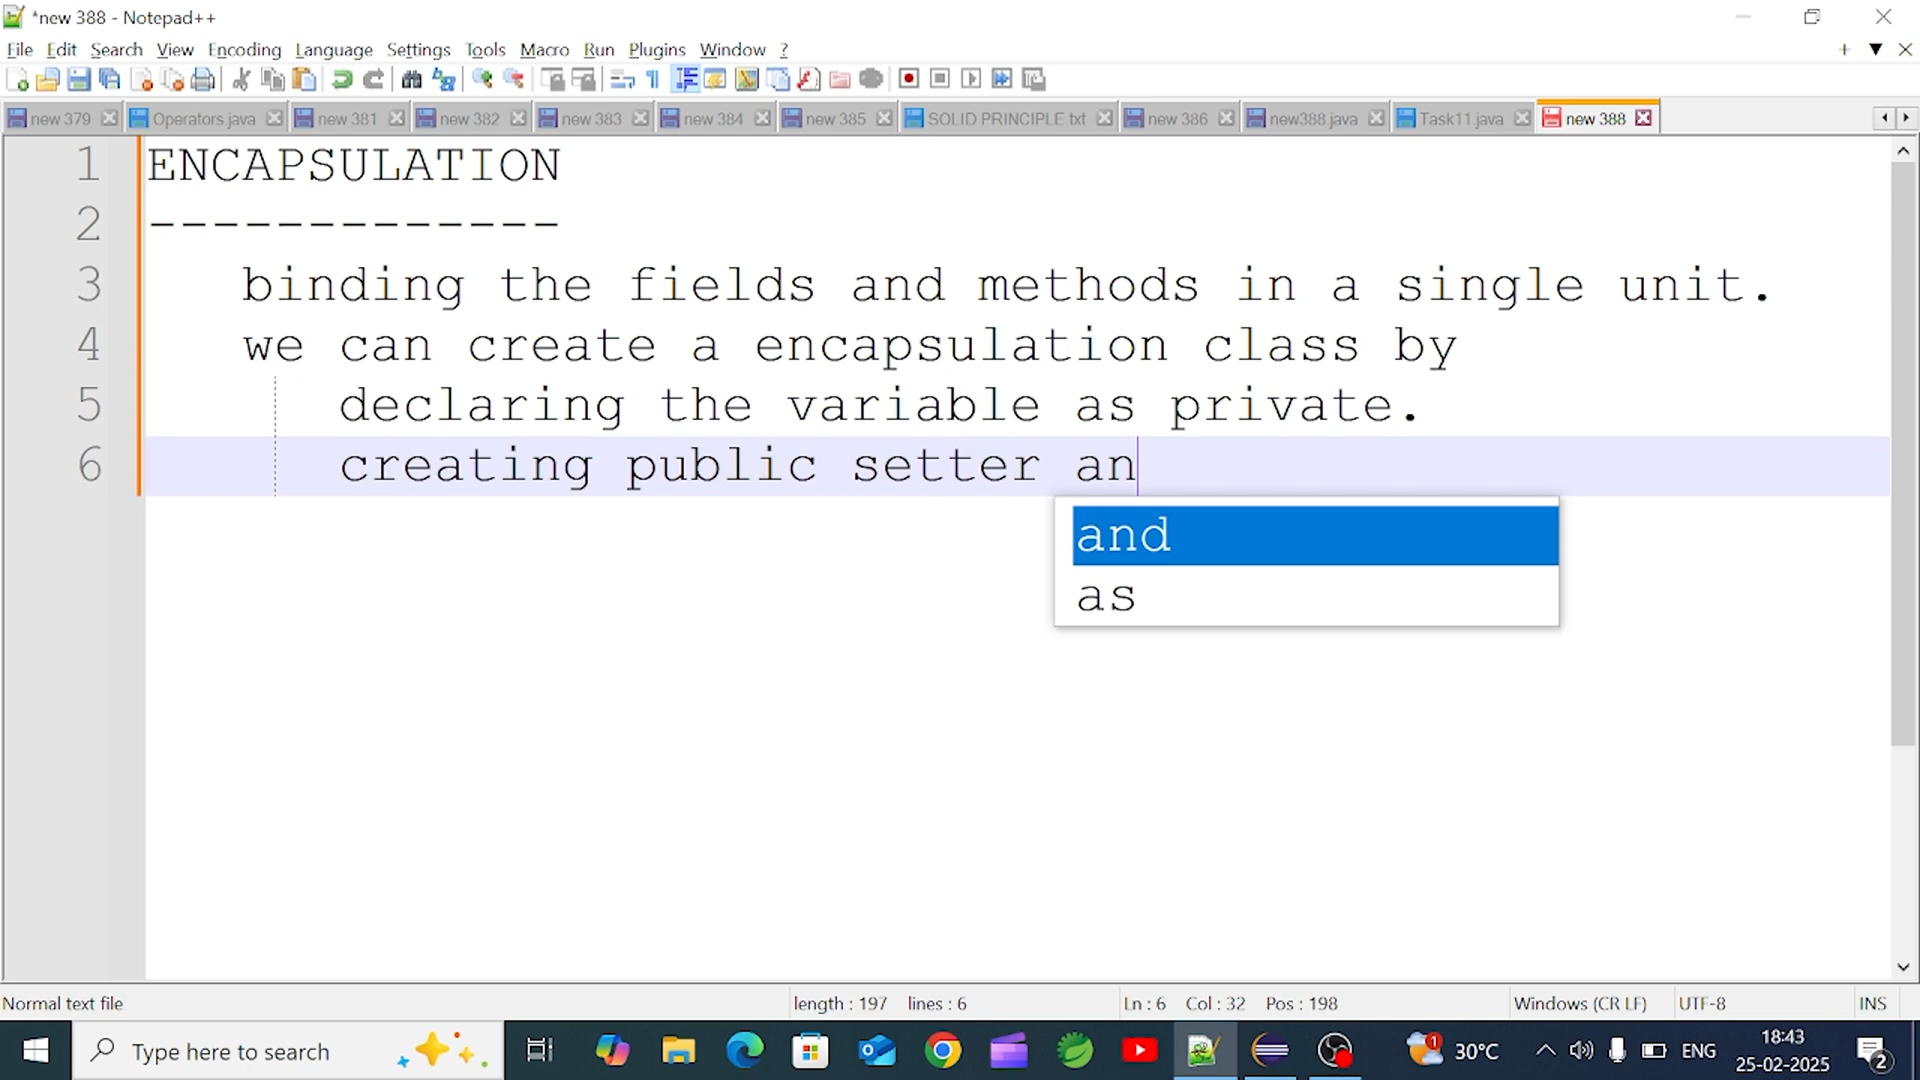 *new 388 - Notepad++
File Edit Search View Encoding Language Settings Tools Macro Run Plugins Window ?
new 379 Operators.java new 381 new 382 new 383 new 384 new 385 SOLID PRINCIPLE.txt new 386 new388.java Task11.java new 388
1 ENCAPSULATION
2 -------------
3 binding the fields and methods in a single unit.
4 we can create a encapsulation class by
5 declaring the variable as private.
6 creating public setter an
and
as
Normal text file length : 197 lines : 6 Ln : 6 Col : 32 Pos : 198 Windows (CR LF) UTF-8 INS
Type here to search
1
30°C
ENG
18:43
25-02-2025
2